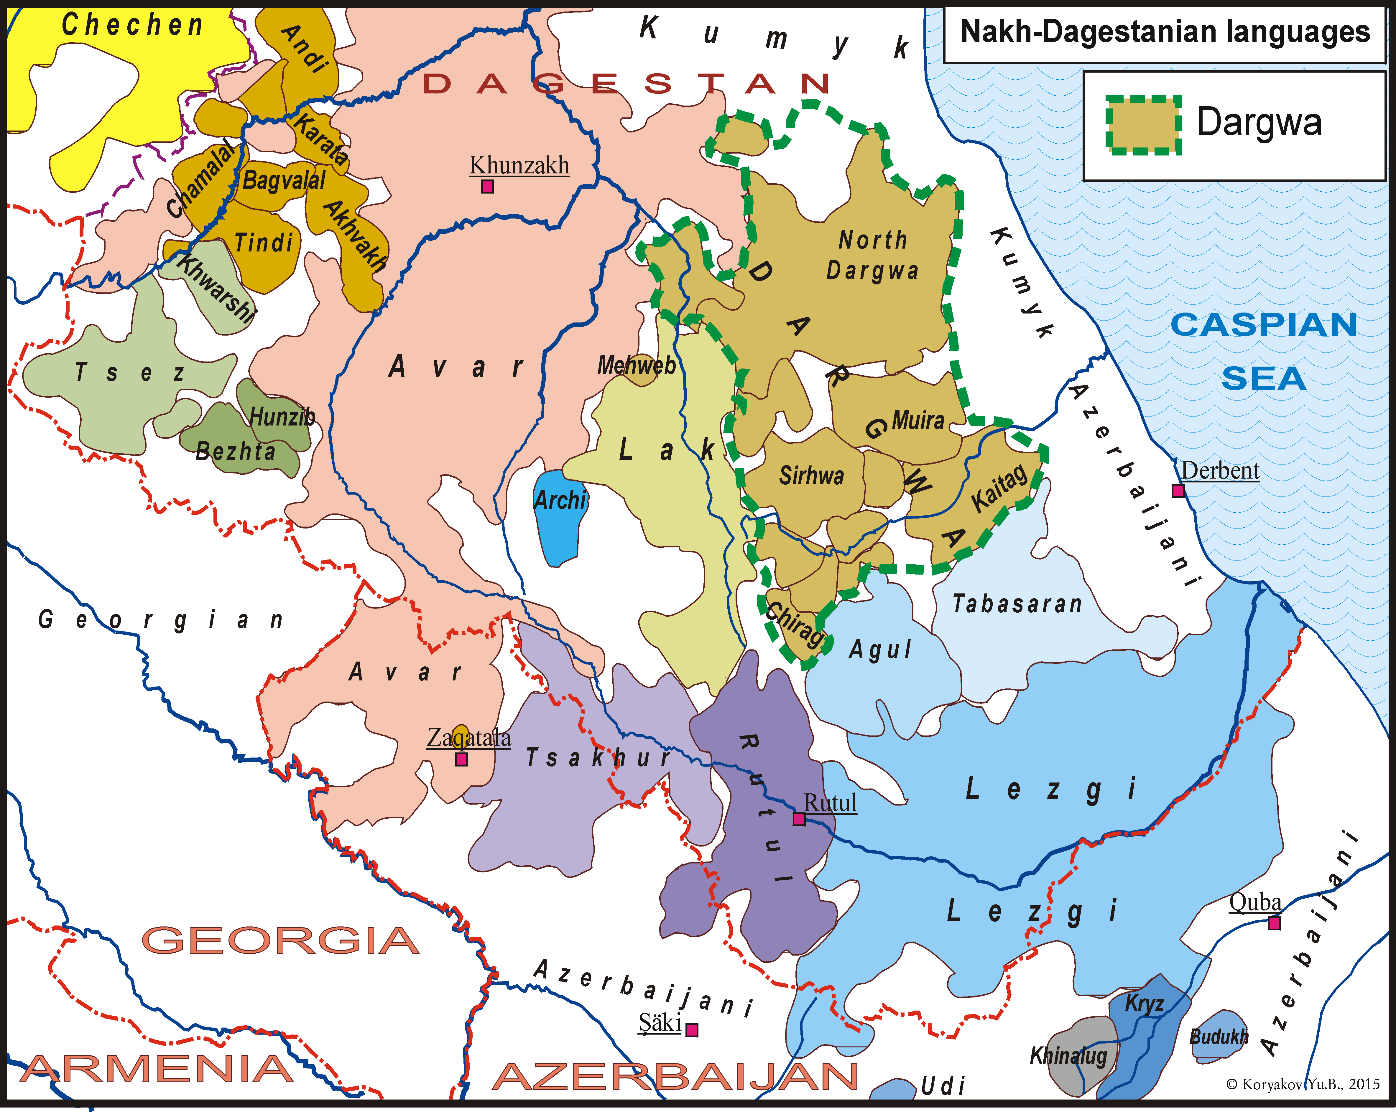 Nakh-Dagestanian languages
Dargwa
Chechen
Andi
Kumyk
DAGESTAN
Karata
Khunzakh
Chamalal
Bagvalal
Akhvakh
Tindi
Khwarshi
North
Dargwa
DARGWA
Kumyk
CASPIAN
SEA
Tsez
Avar
Mehweb
Hunzib
Bezhta
Lak
Muira
Sirhwa
Kaitag
Azerbaijani
Derbent
Archi
Georgian
Chirag
Tabasaran
Agul
Avar
Zaqatala
Tsakhur
Rutul
Rutul
Lezgi
Lezgi
Quba
Azerbaijani
GEORGIA
Azerbaijani
Şäki
Kryz
Khinalug
Budukh
ARMENIA
AZERBAIJAN
Udi
© Koryakov Yu.B., 2015